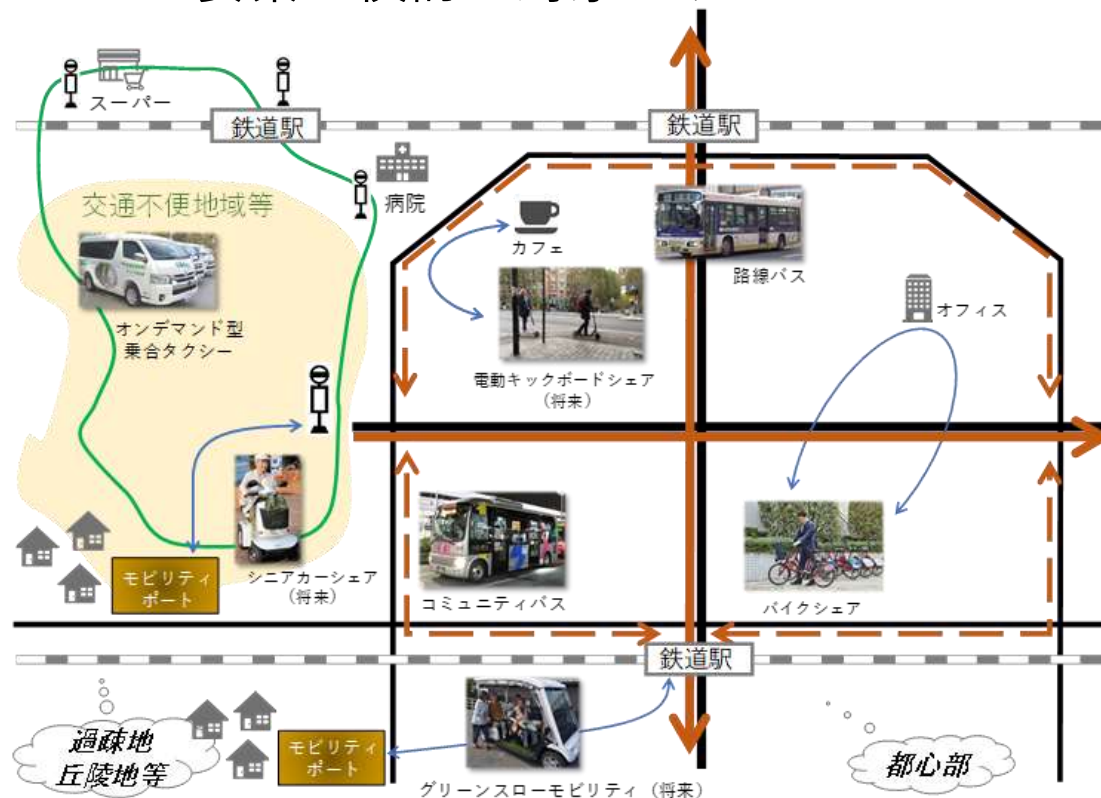 スーパー
鉄道駅
鉄道駅
病院
交通不便地域等
カフェ
路線バス
オンデマンド型
乗合タクシー
オフィス
電動キックボードシェア
(将来)
シニアカーシェア
(将来)
モビリティ
ポート
コミュニティバス
バイクシェア
鉄道駅
過疎地
丘陵地等
モビリティ
ポート
都心部
グリーンスローモビリティ (将来)